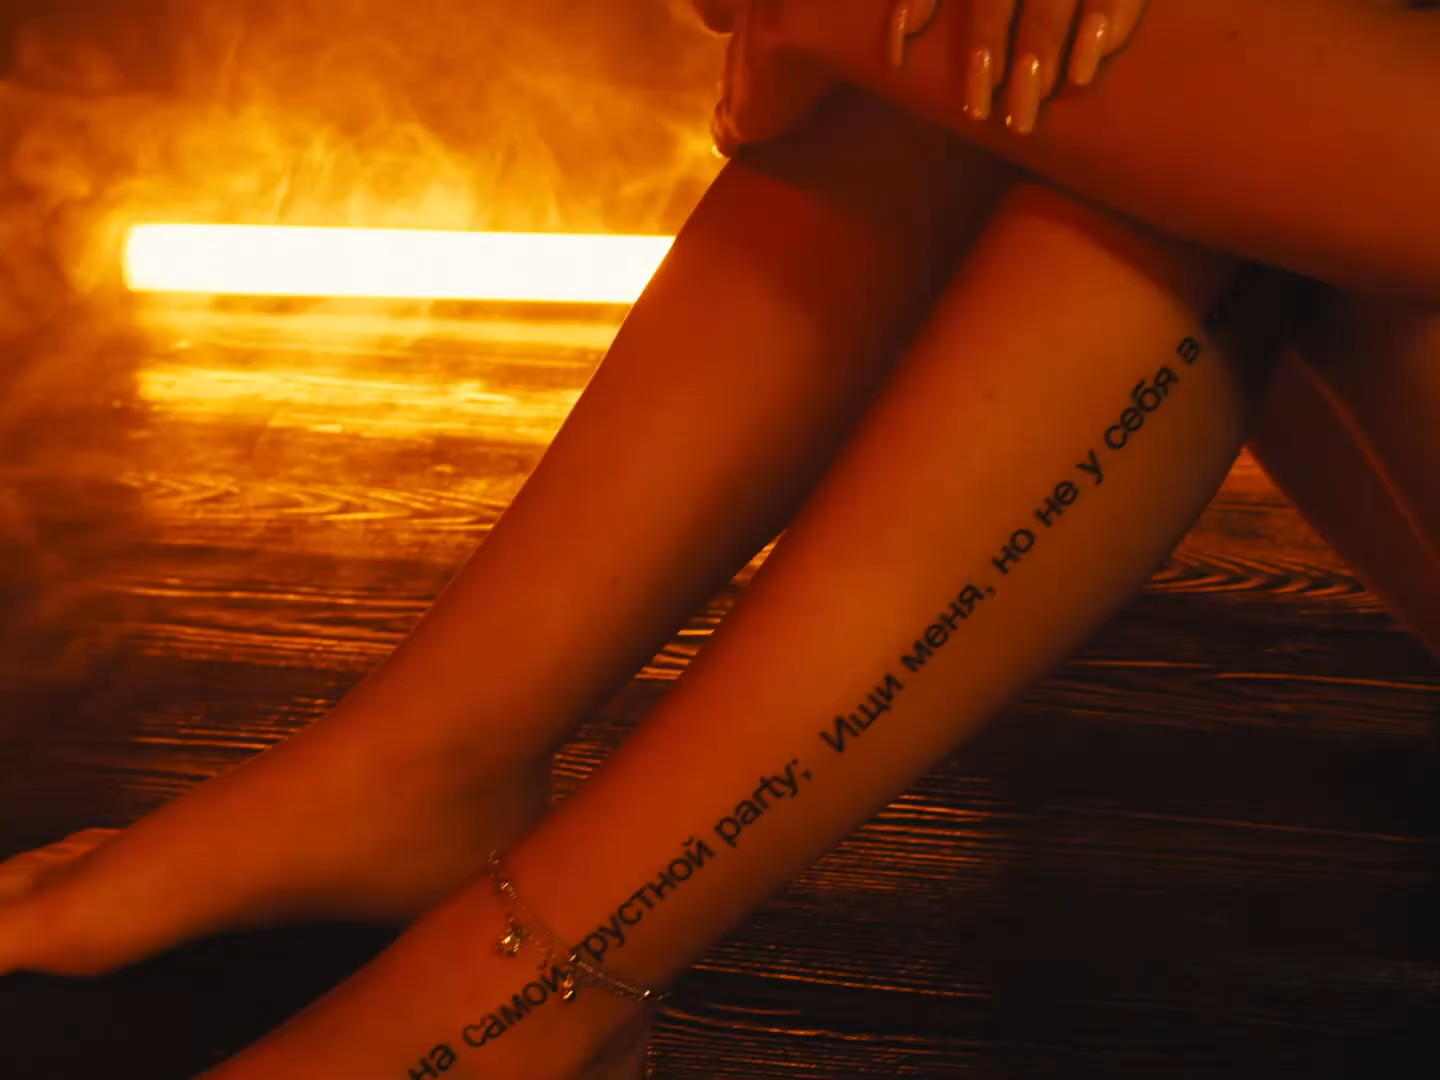 на самой грустной party; Ищи меня, но не у себя в